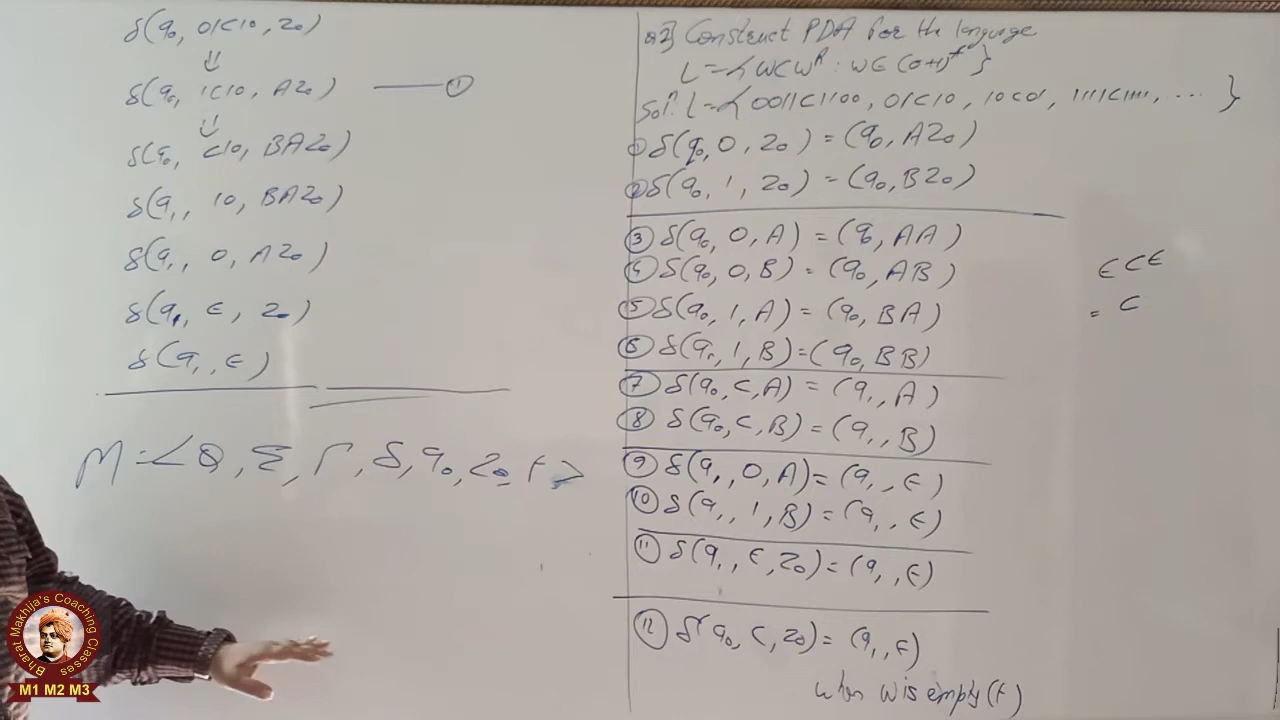 δ(q₀, 01C10, Z₀)
⇓
δ(q₀, 1C10, AZ₀) —— ①
⇓
δ(q₀, C10, BAZ₀)
δ(q₁, 10, BAZ₀)
δ(q₁, 0, AZ₀)
δ(q₁, ε, Z₀)
δ(q₁, ε)
M = < Q, Σ, Γ, δ, q₀, Z₀, F >
Q2] Construct PDA for the language
L = { WCWᴿ : W ∈ (0+1)* }
Solⁿ: L = { 0011C1100, 01C10, 10C01, 1111C1111, ... }
① δ(q₀, 0, Z₀) = (q₀, AZ₀)
② δ(q₀, 1, Z₀) = (q₀, BZ₀)
③ δ(q₀, 0, A) = (q₀, AA)
④ δ(q₀, 0, B) = (q₀, AB)
⑤ δ(q₀, 1, A) = (q₀, BA)
⑥ δ(q₀, 1, B) = (q₀, BB)
⑦ δ(q₀, C, A) = (q₁, A)
⑧ δ(q₀, C, B) = (q₁, B)
⑨ δ(q₁, 0, A) = (q₁, ε)
⑩ δ(q₁, 1, B) = (q₁, ε)
⑪ δ(q₁, ε, Z₀) = (q₁, ε)
⑫ δ(q₀, C, Z₀) = (q₁, ε)
when W is empty (ε)
ε C ε
= C
Bharat Makhija's Coaching Classes
M1 M2 M3